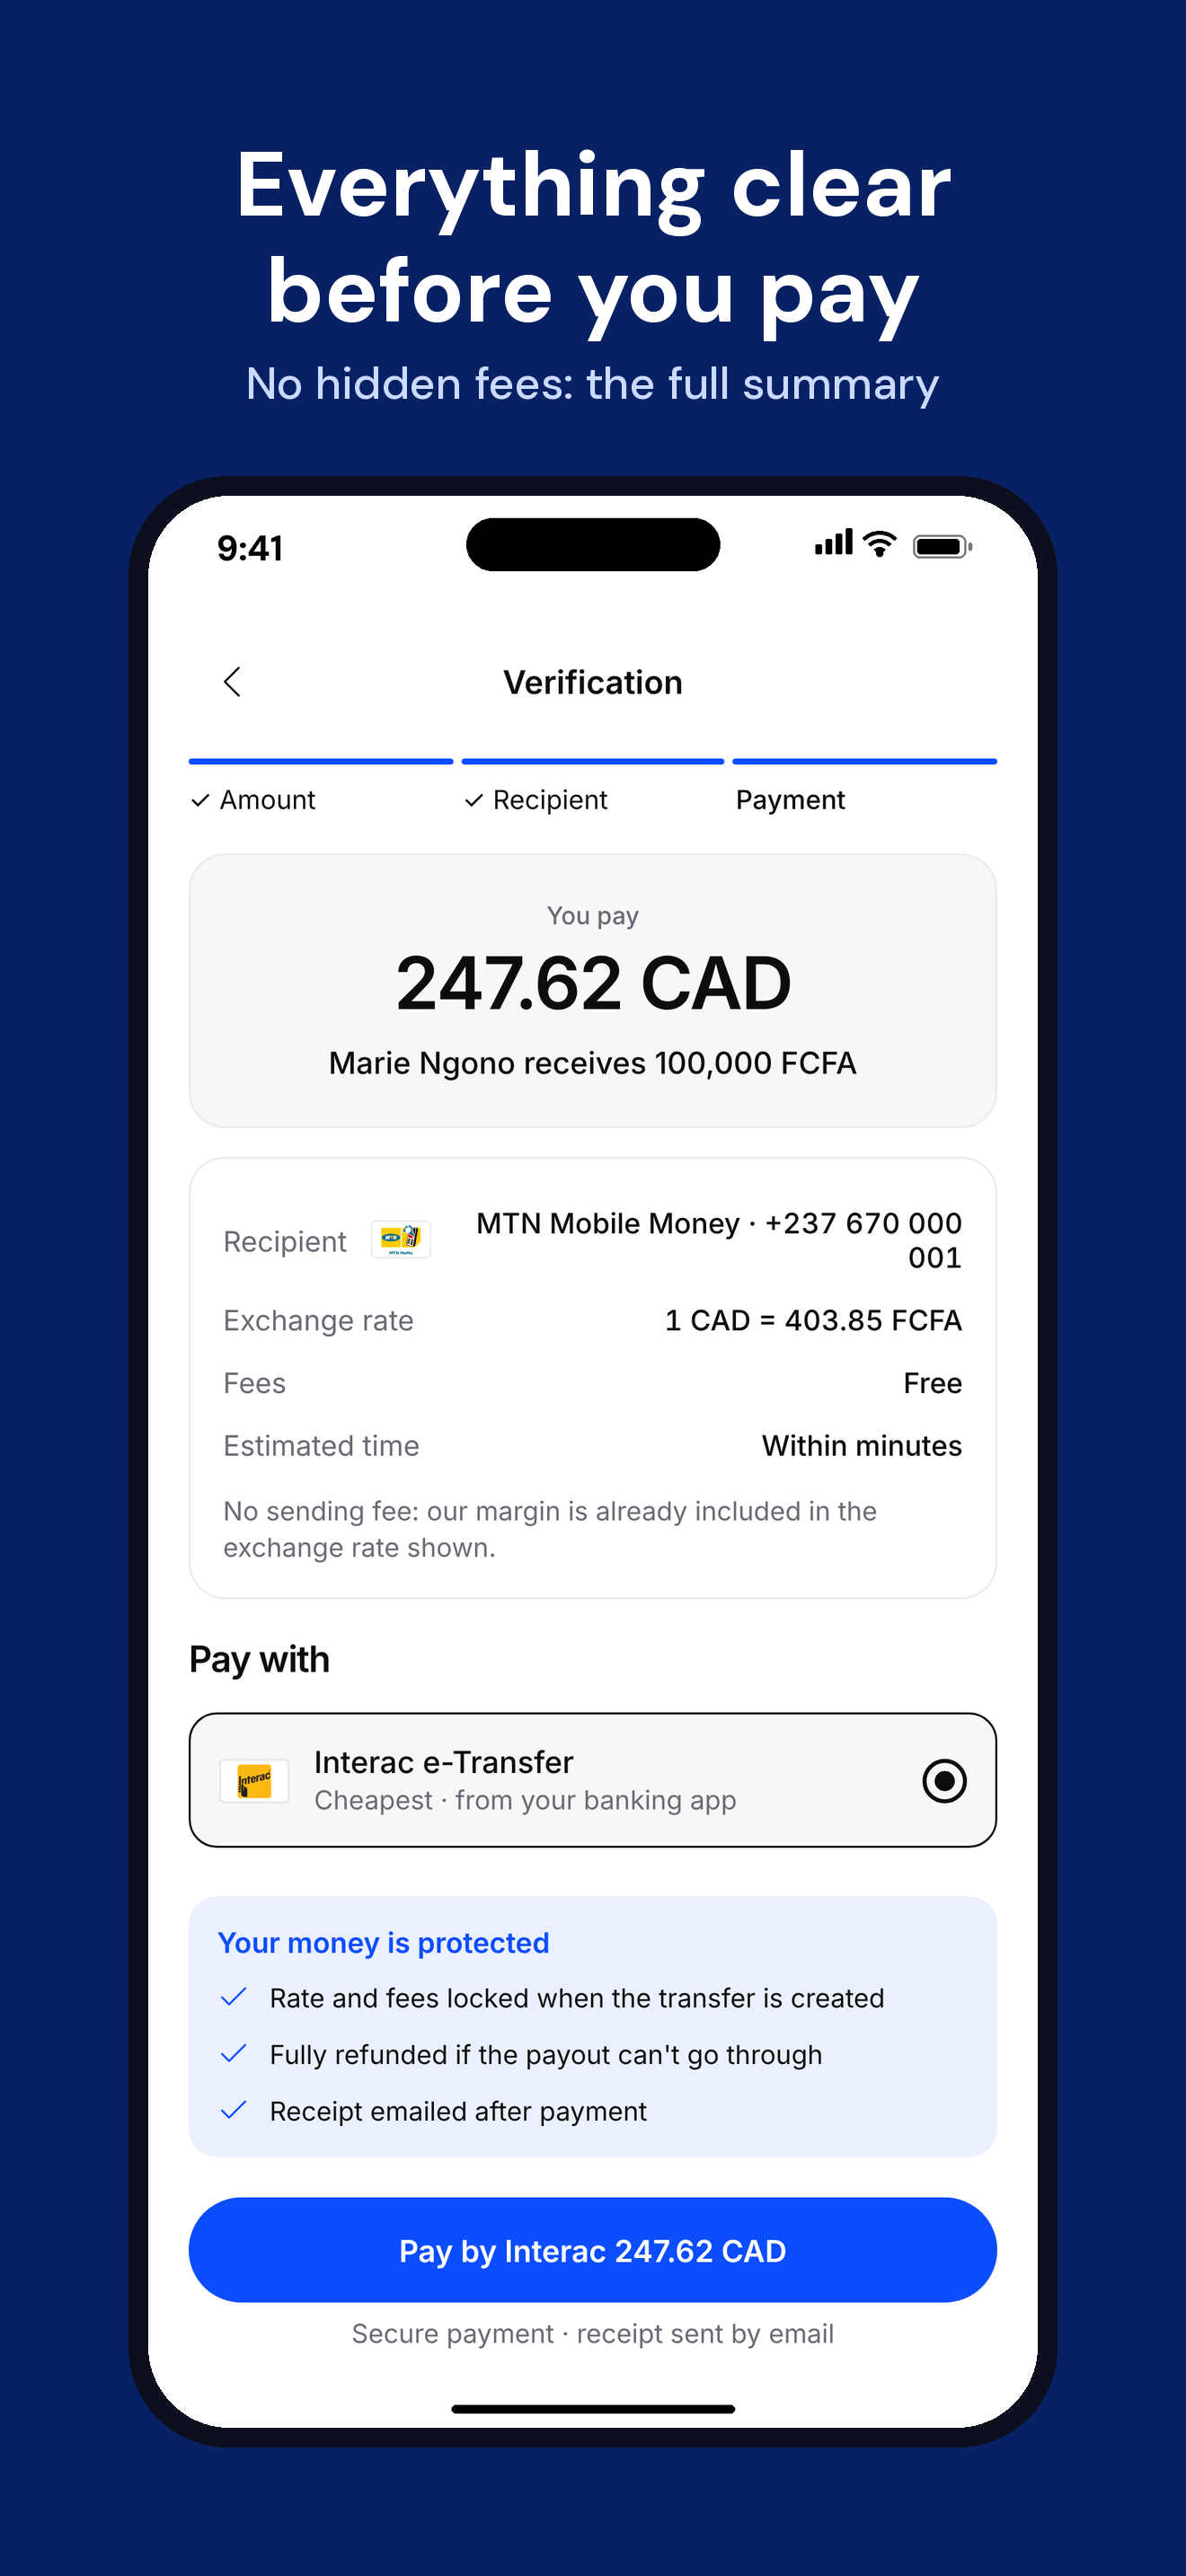 Everything clear
before you pay
No hidden fees: the full summary
9:41
Verification
✓ Amount
✓ Recipient
Payment
You pay
247.62 CAD
Marie Ngono receives 100,000 FCFA
Recipient
MTN
MTN MoMo
MTN Mobile Money · +237 670 000
001
Exchange rate
1 CAD = 403.85 FCFA
Fees
Free
Estimated time
Within minutes
No sending fee: our margin is already included in the
exchange rate shown.
Pay with
Interac
Interac e-Transfer
Cheapest · from your banking app
Your money is protected
✓ Rate and fees locked when the transfer is created
✓ Fully refunded if the payout can't go through
✓ Receipt emailed after payment
Pay by Interac 247.62 CAD
Secure payment · receipt sent by email